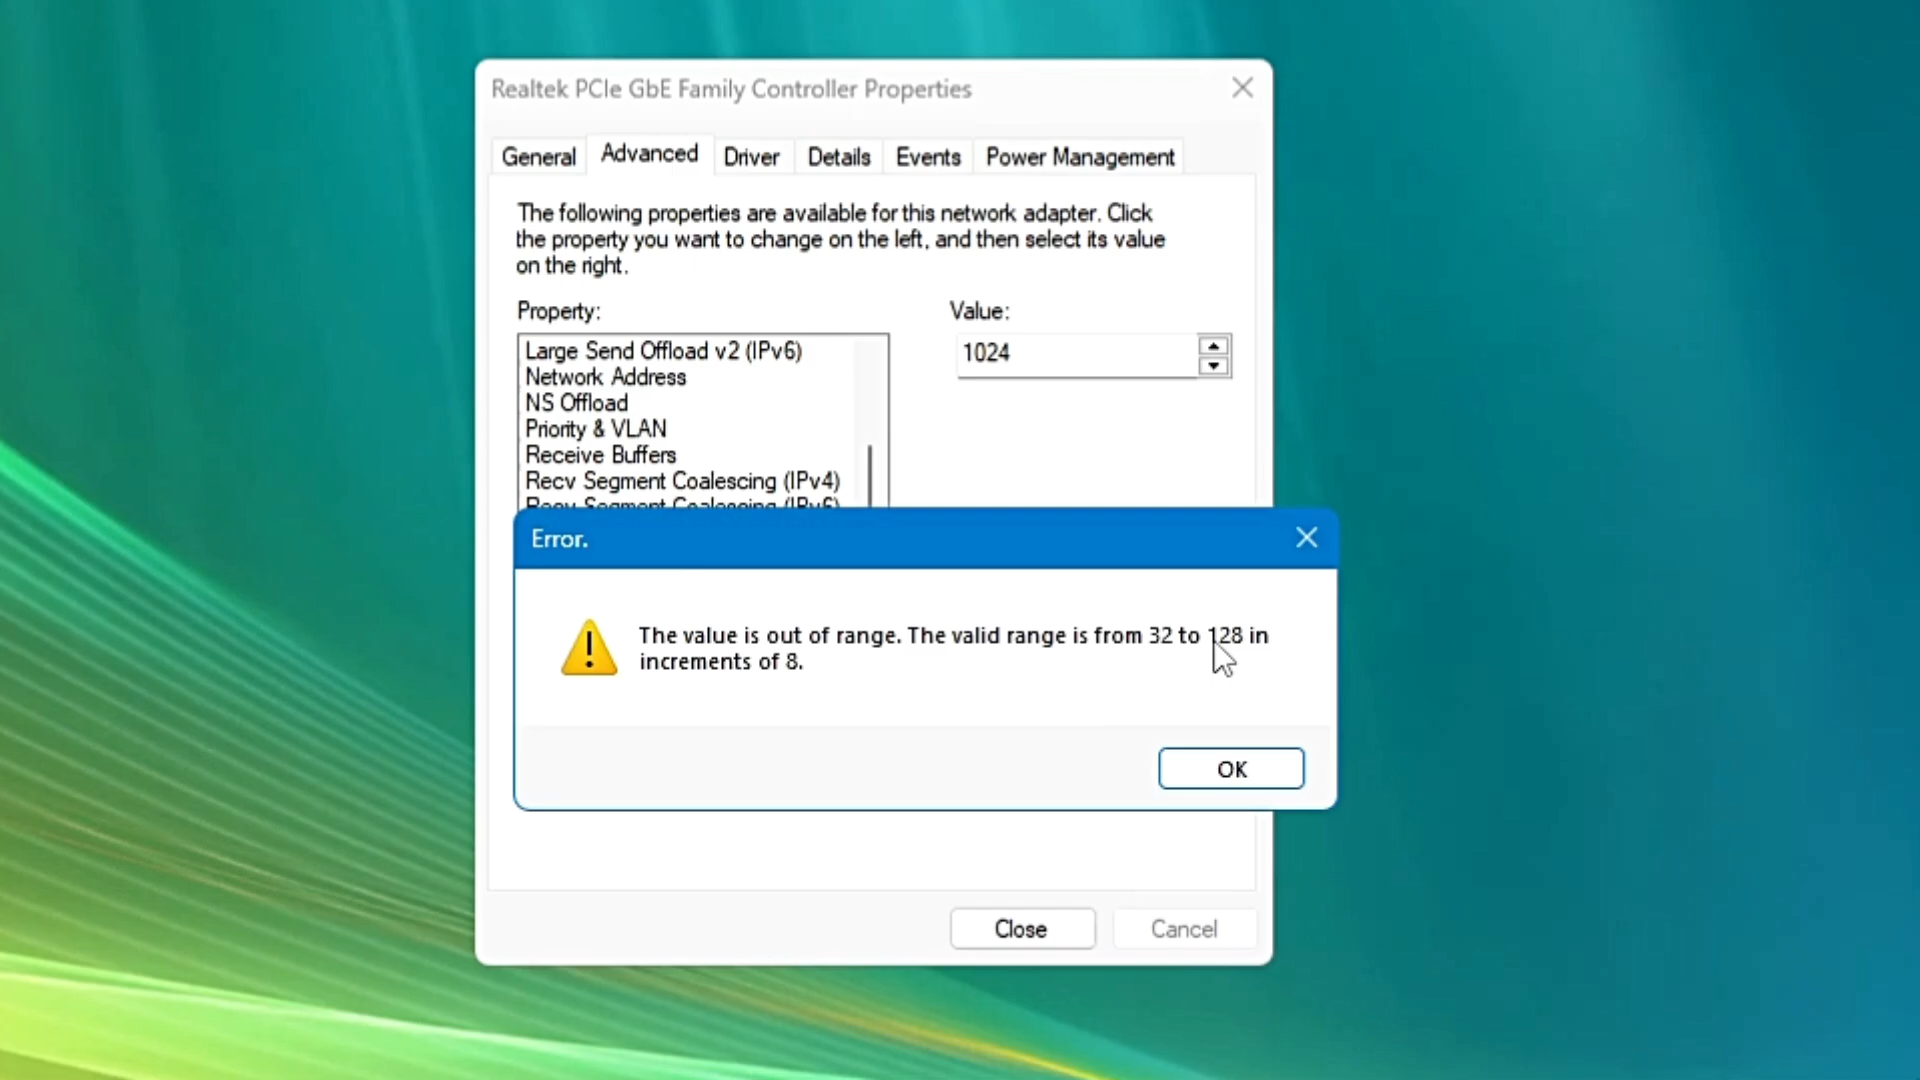 Realtek PCIe GbE Family Controller Properties
General Advanced Driver Details Events Power Management
The following properties are available for this network adapter. Click
the property you want to change on the left, and then select its value
on the right.
Property:
Value:
Large Send Offload v2 (IPv6)
Network Address
NS Offload
Priority & VLAN
Receive Buffers
Recv Segment Coalescing (IPv4)
Recv Segment Coalescing (IPv6)
1024
Error.
The value is out of range. The valid range is from 32 to 128 in
increments of 8.
OK
Close Cancel